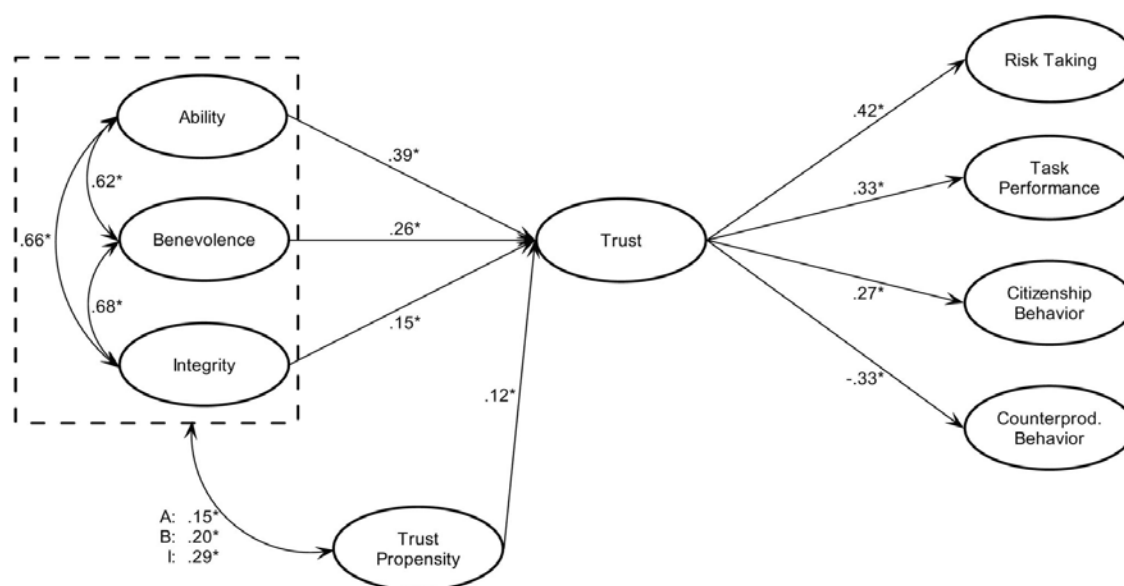 Risk Taking
Ability
.42*
.39*
Task
Performance
.62*
.33*
.66*
Benevolence
.26*
Trust
.68*
.27*
Citizenship
Behavior
.15*
Integrity
-.33*
.12*
Counterprod.
Behavior
A: .15*
B: .20*
I: .29*
Trust
Propensity